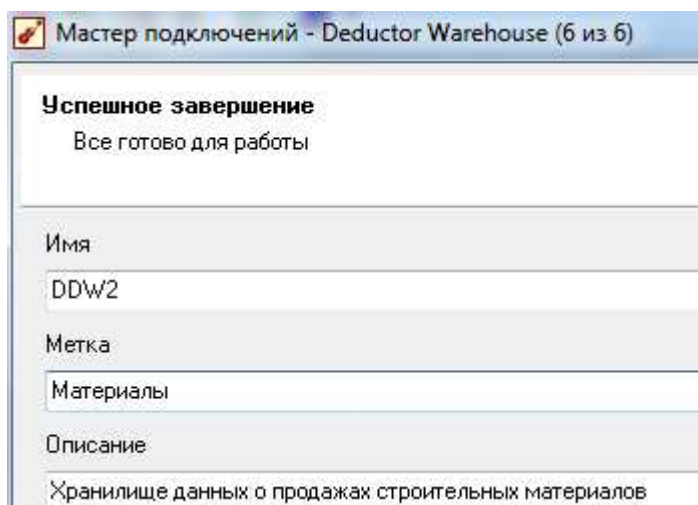 Мастер подключений - Deductor Warehouse (6 из 6)
Успешное завершение
Все готово для работы
Имя
DDW2
Метка
Материалы
Описание
Хранилище данных о продажах строительных материалов